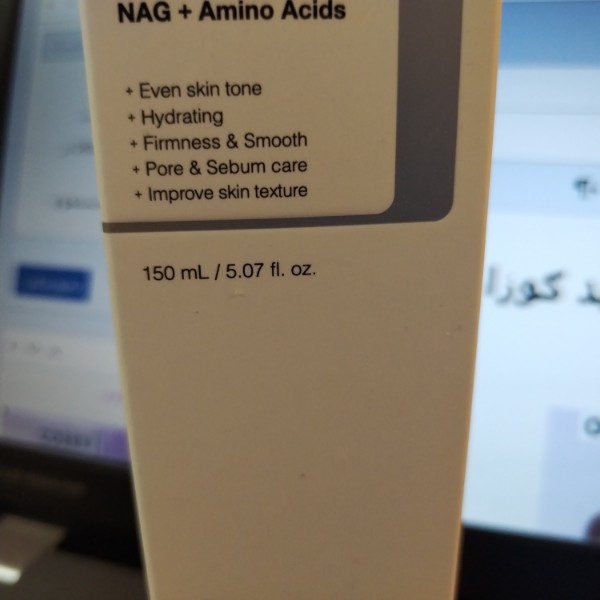 NAG + Amino Acids
+ Even skin tone
+ Hydrating
+ Firmness & Smooth
+ Pore & Sebum care
+ Improve skin texture
150 mL / 5.07 fl. oz.